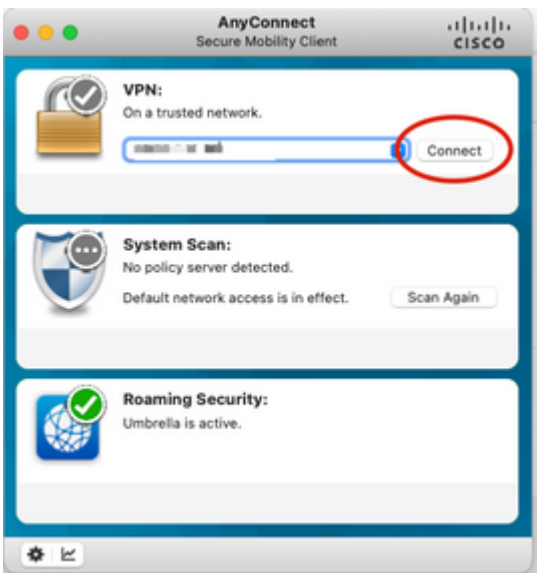 AnyConnect
Secure Mobility Client
CISCO
VPN:
On a trusted network.
Connect
System Scan:
No policy server detected.
Default network access is in effect.
Scan Again
Roaming Security:
Umbrella is active.